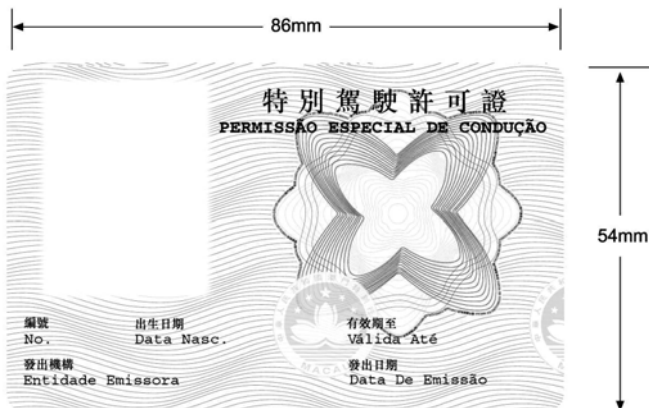 86mm
特別駕駛許可證
PERMISSÃO ESPECIAL DE CONDUÇÃO
54mm
編號 出生日期 有效期至
No. Data Nasc. Válida Até
發出機構 發出日期
Entidade Emissora Data De Emissão
MACAU